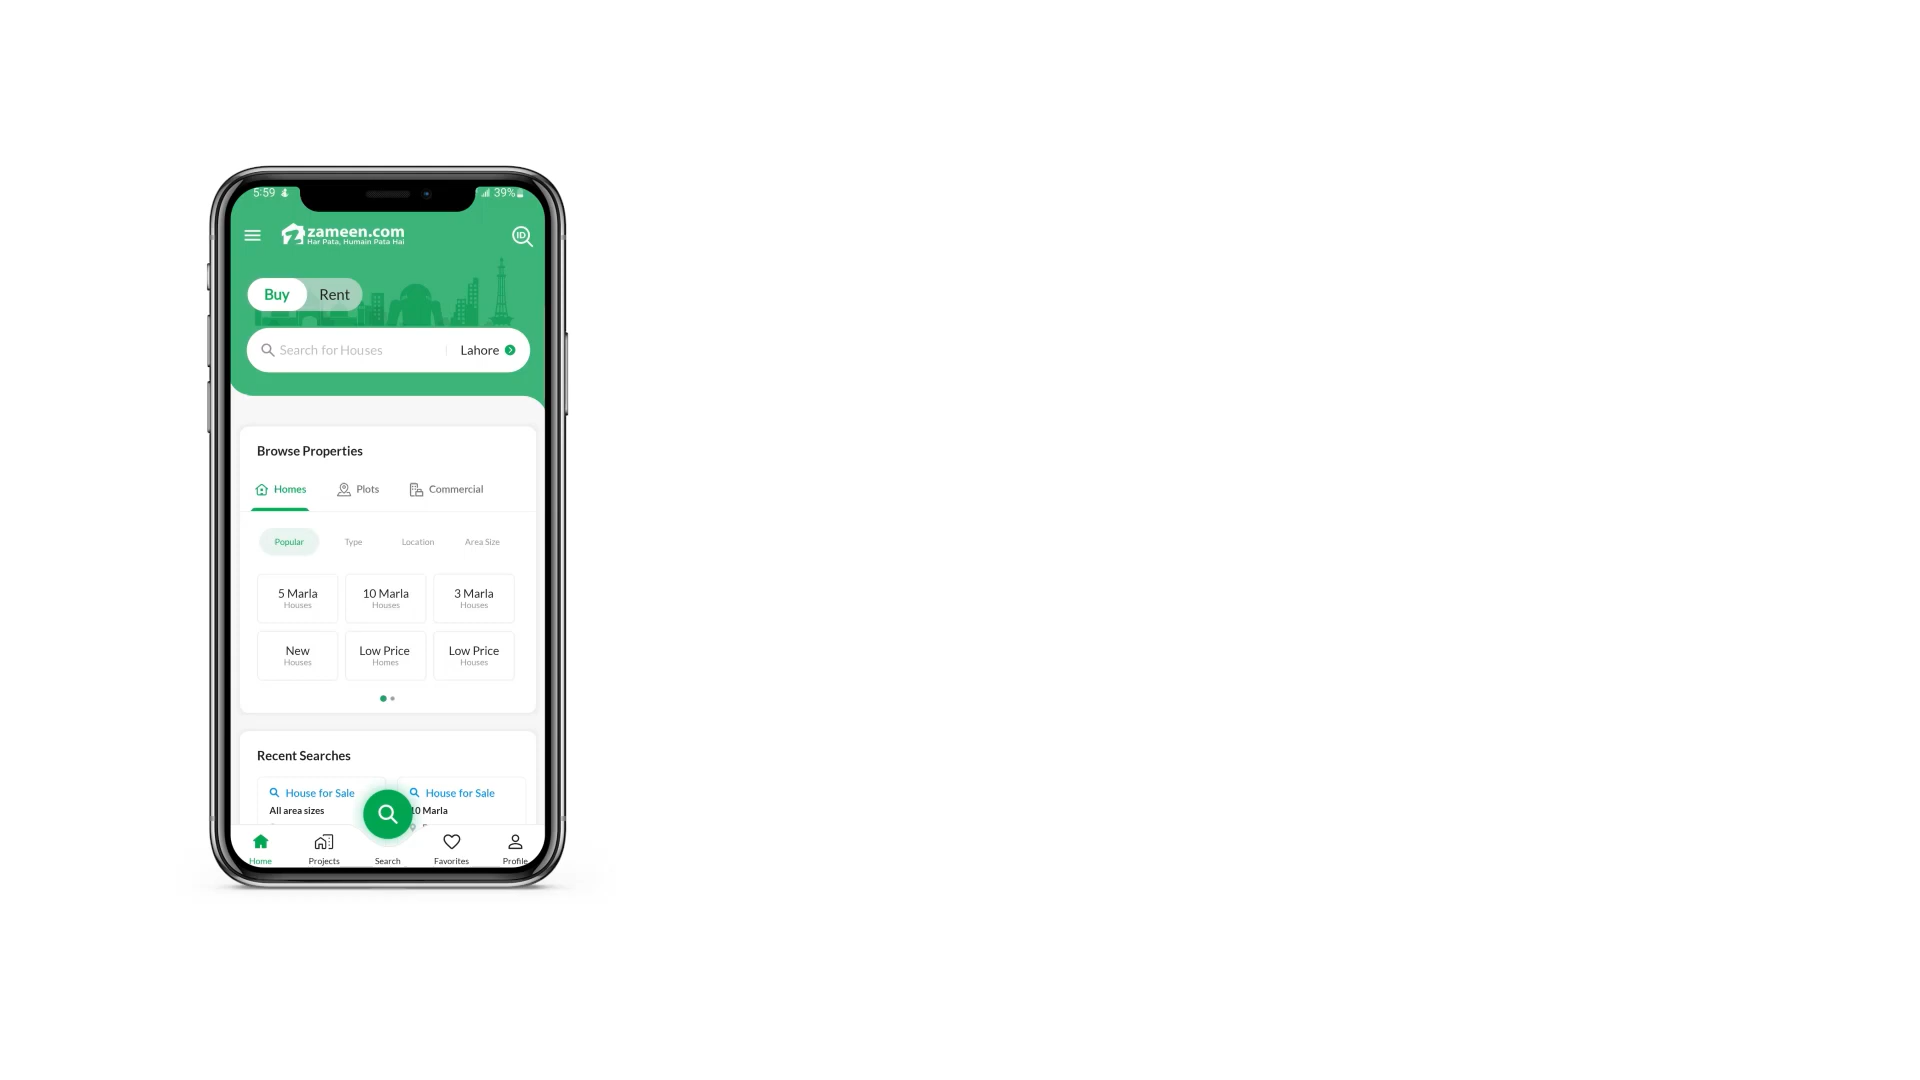 5:59
39%
zameen.com
Har Pata, Humain Pata Hai
ID
Buy Rent
Search for Houses Lahore
Browse Properties
Homes Plots Commercial
Popular Type Location Area Size
5 Marla 10 Marla 3 Marla
Houses Houses Houses
New Low Price Low Price
Houses Homes Houses
Recent Searches
House for Sale House for Sale
All area sizes 10 Marla
Home Projects Search Favorites Profile